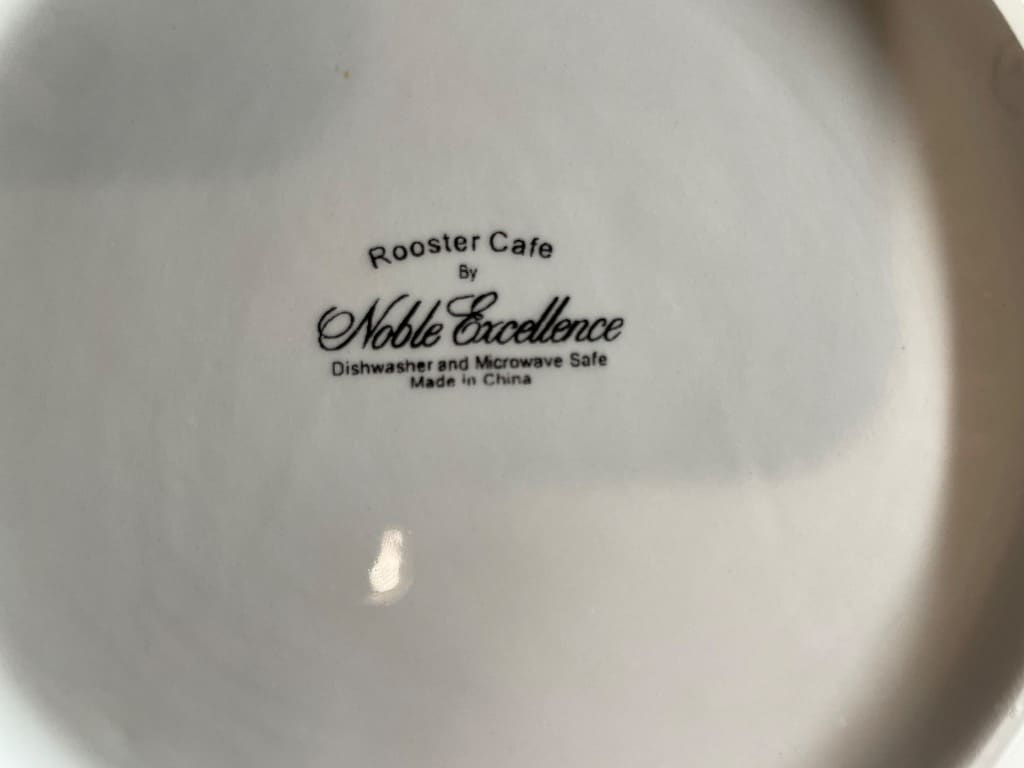 Rooster Cafe
By
Noble Excellence
Dishwasher and Microwave Safe
Made in China